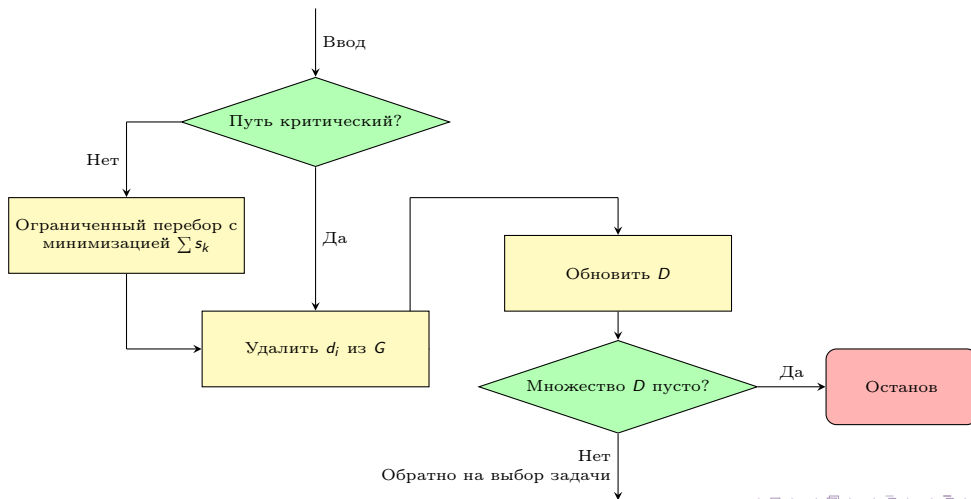 Ввод
Путь критический?
Нет
Ограниченный перебор с
минимизацией ∑ s_k
Да
Удалить d_i из G
Обновить D
Множество D пусто?
Да
Останов
Нет
Обратно на выбор задачи